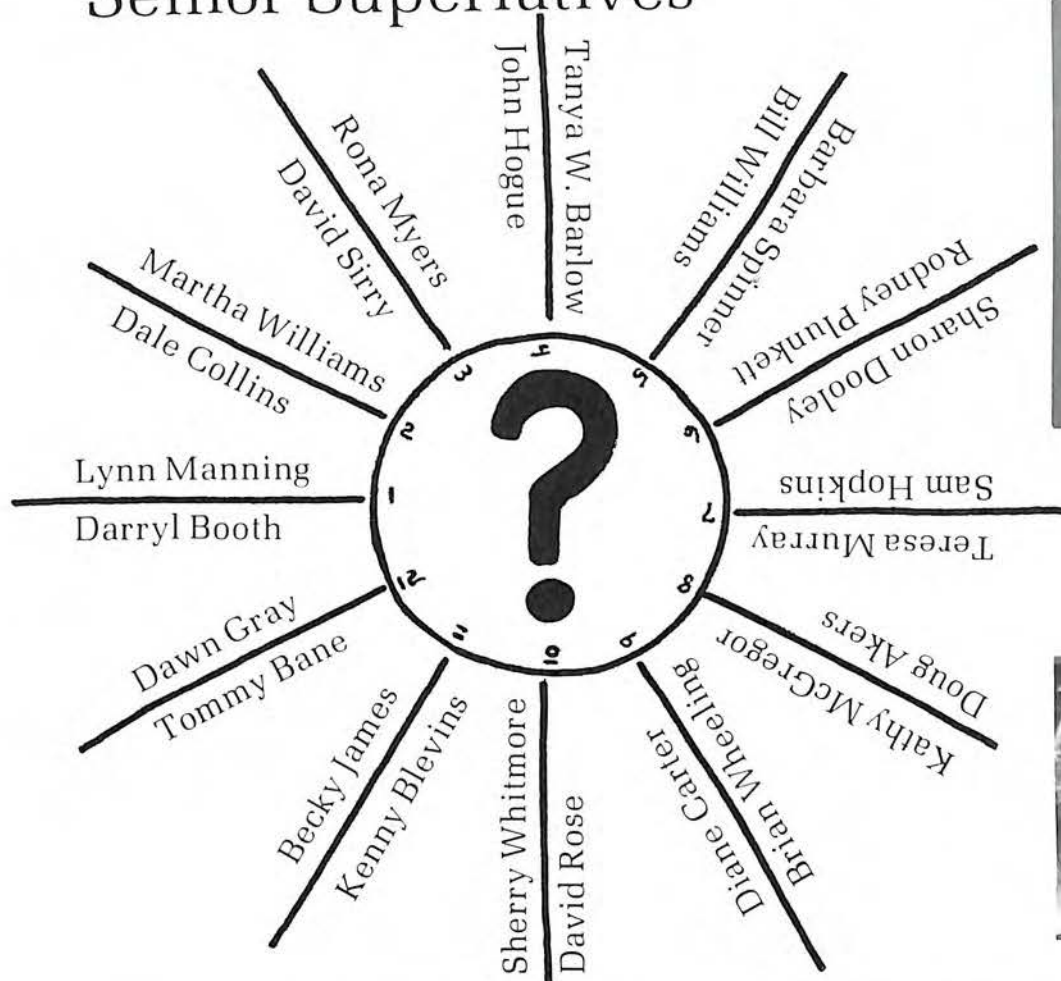 Senior Superlatives
1
Lynn Manning
Darryl Booth
2
Martha Williams
Dale Collins
3
Rona Myers
David Sirry
4
Tanya W. Barlow
John Hogue
5
Barbara Spinner
Bill Williams
6
Sharon Dooley
Rodney Plunkett
7
Teresa Murray
Sam Hopkins
8
Doug Akers
Kathy McGregor
9
Brian Wheeling
Diane Carter
10
Sherry Whitmore
David Rose
11
Becky James
Kenny Blevins
12
Dawn Gray
Tommy Bane
?